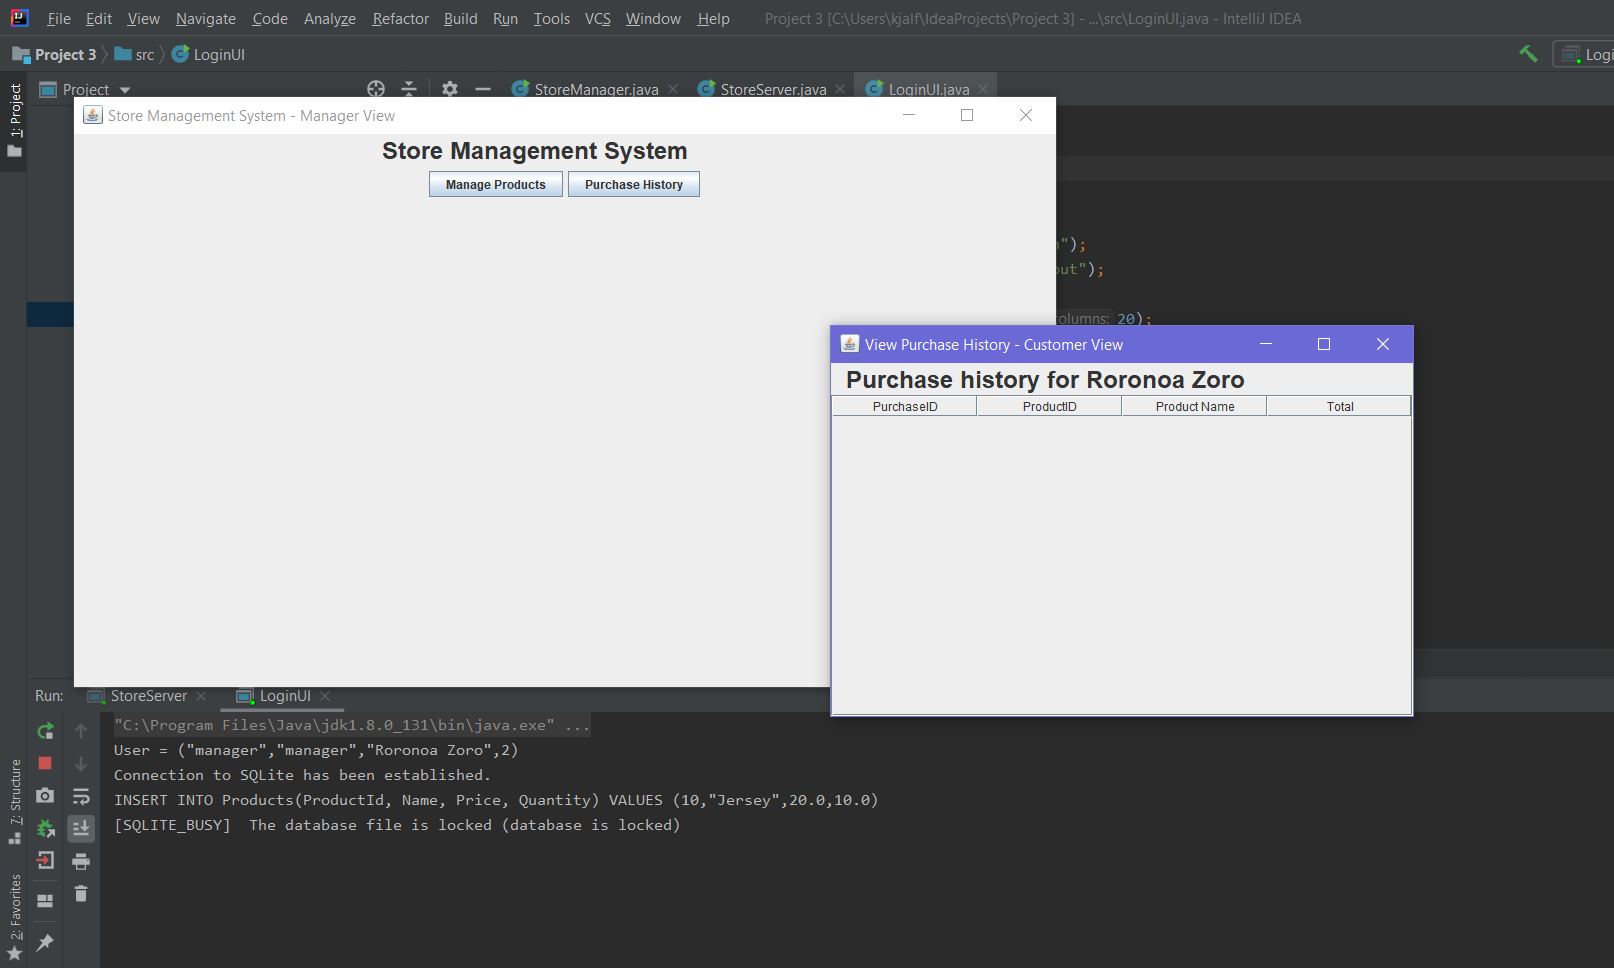 File Edit View Navigate Code Analyze Refactor Build Run Tools VCS Window Help Project 3 [C:\Users\kjalf\IdeaProjects\Project 3] - ...\src\LoginUI.java - IntelliJ IDEA
Project 3 src LoginUI
Logi
1: Project
Project StoreManager.java StoreServer.java LoginUI.java
Store Management System - Manager View
Store Management System
Manage Products Purchase History
");
out");
olumns: 20);
View Purchase History - Customer View
Purchase history for Roronoa Zoro
PurchaseID ProductID Product Name Total
Run: StoreServer LoginUI
"C:\Program Files\Java\jdk1.8.0_131\bin\java.exe" ...
User = ("manager","manager","Roronoa Zoro",2)
Connection to SQLite has been established.
INSERT INTO Products(ProductId, Name, Price, Quantity) VALUES (10,"Jersey",20.0,10.0)
[SQLITE_BUSY]  The database file is locked (database is locked)
7: Structure
2: Favorites